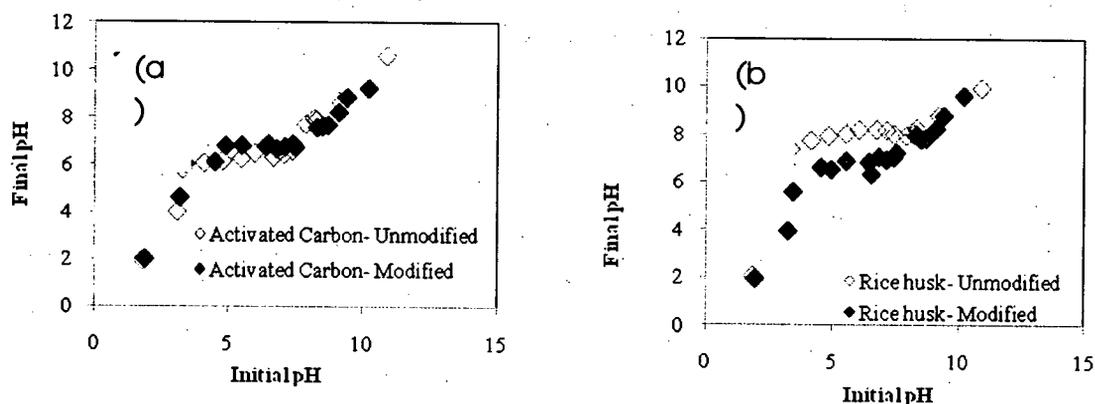 12
10
8
6
4
2
0
Final pH
(a
)
◇ Activated Carbon- Unmodified
◆ Activated Carbon- Modified
0 5 10 15
Initial pH
12
10
8
6
4
2
0
Final pH
(b
)
◇ Rice husk- Unmodified
◆ Rice husk- Modified
0 5 10 15
Initial pH